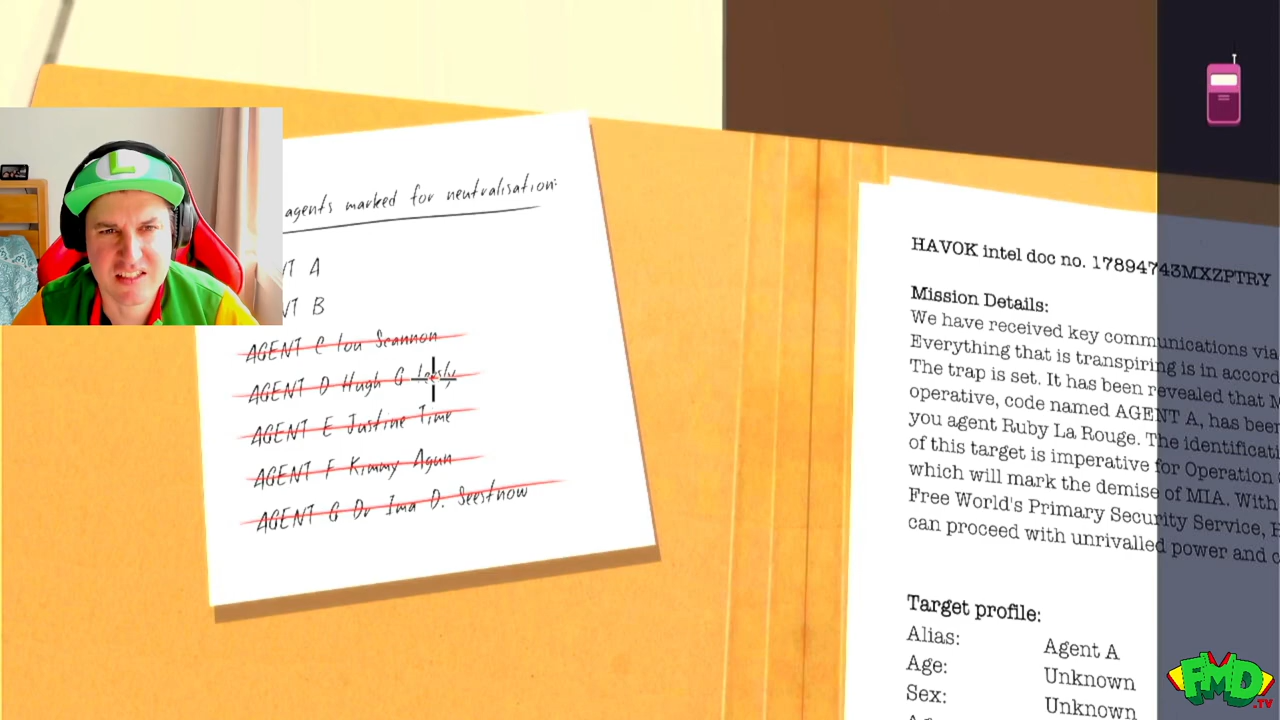 L
agents marked for neutralisation:
NT A
NT B
AGENT C Lou Scannon
AGENT D Hugh G
AGENT E Justine Time
AGENT F Kimmy Agun
AGENT G Dr Ima D. Seestnow
HAVOK intel doc no. 17894743MXZPTRY
Mission Details:
We have received key communications via
Everything that is transpiring is in accord
The trap is set. It has been revealed that M
operative, code named AGENT A, has been
you agent Ruby La Rouge. The identificati
of this target is imperative for Operation
which will mark the demise of MIA. With
Free World's Primary Security Service, H
can proceed with unrivalled power and c
Target profile:
Alias: Agent A
Age: Unknown
Sex: Unknown
FMD.TV